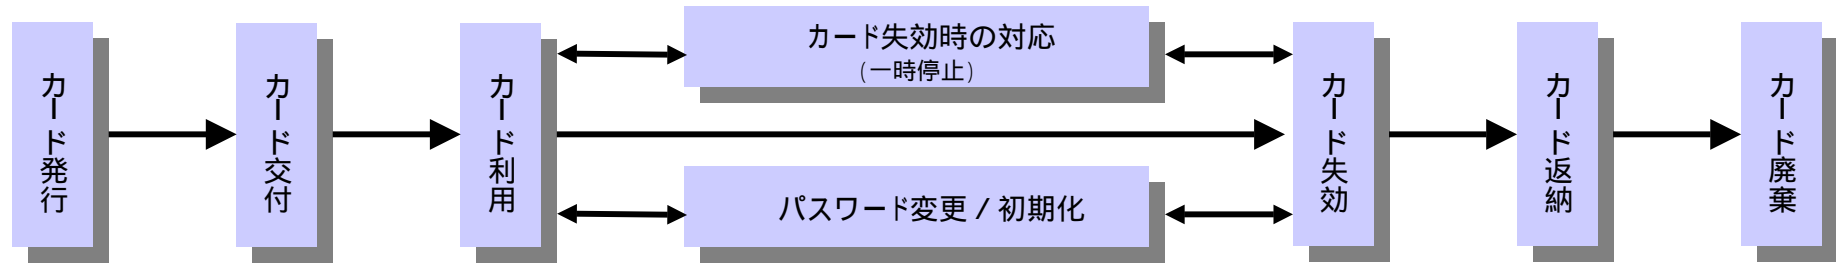 カード発行
カード交付
カード利用
カード失効時の対応
（一時停止）
パスワード変更 / 初期化
カード失効
カード返納
カード廃棄